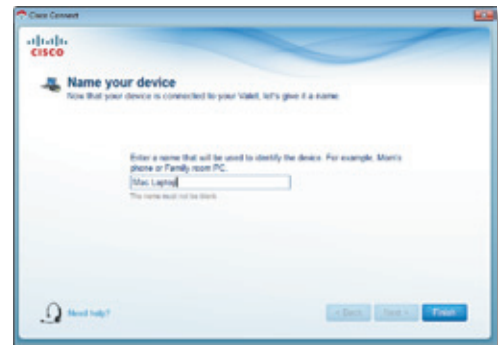 Cisco Connect
CISCO
Name your device
Now that your device is connected to your Valet, let's give it a name.
Enter a name that will be used to identify the device. For example, Mom's
phone or Family room PC.
Mac Laptop
The name must not be blank
Need help?
< Back
Next >
Finish